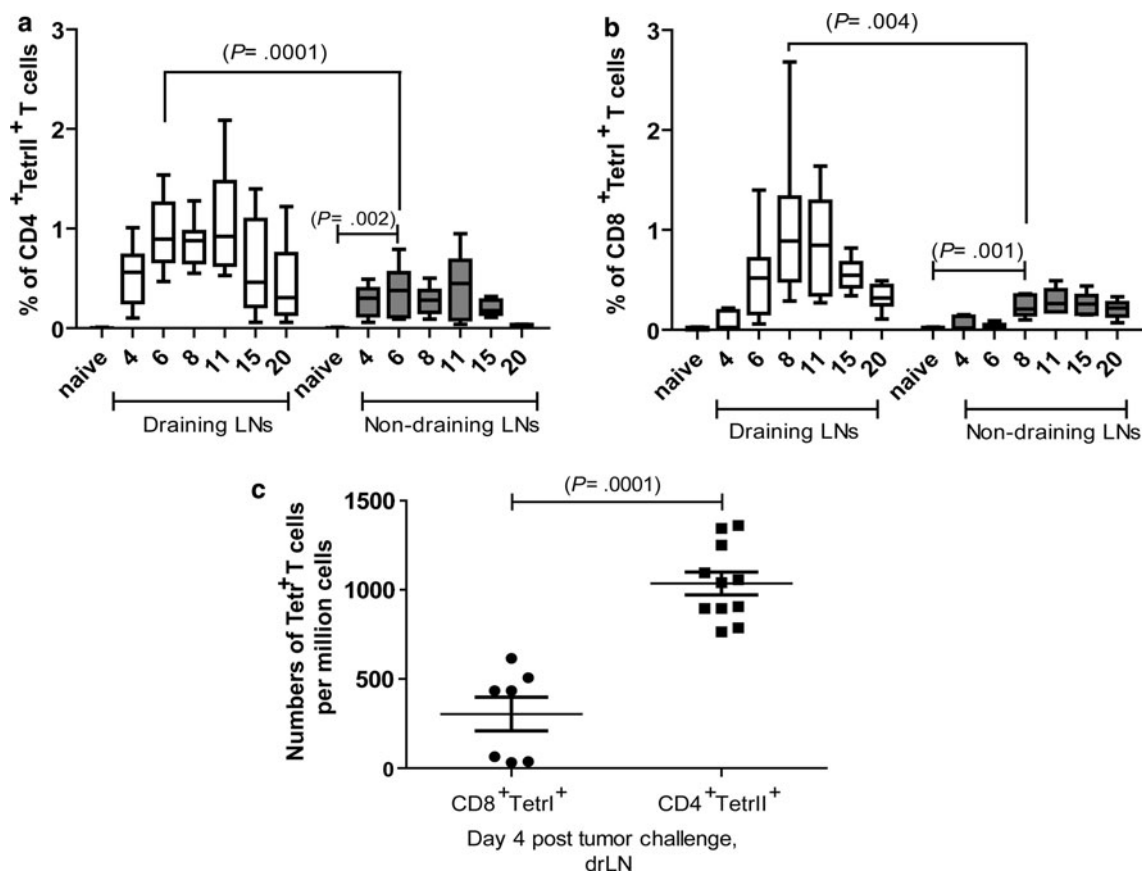 a
% of CD4 +TetrII + T cells
3
2
1
0
(P= .0001)
(P= .002)
naive 4 6 8 11 15 20 naive 4 6 8 11 15 20
Draining LNs Non-draining LNs
b
% of CD8 +TetrI + T cells
3
2
1
0
(P= .004)
(P= .001)
naive 4 6 8 11 15 20 naive 4 6 8 11 15 20
Draining LNs Non-draining LNs
c
Numbers of Tetr+ T cells
per million cells
1500
1000
500
0
(P= .0001)
CD8 +TetrI+ CD4 +TetrII+
Day 4 post tumor challenge,
drLN